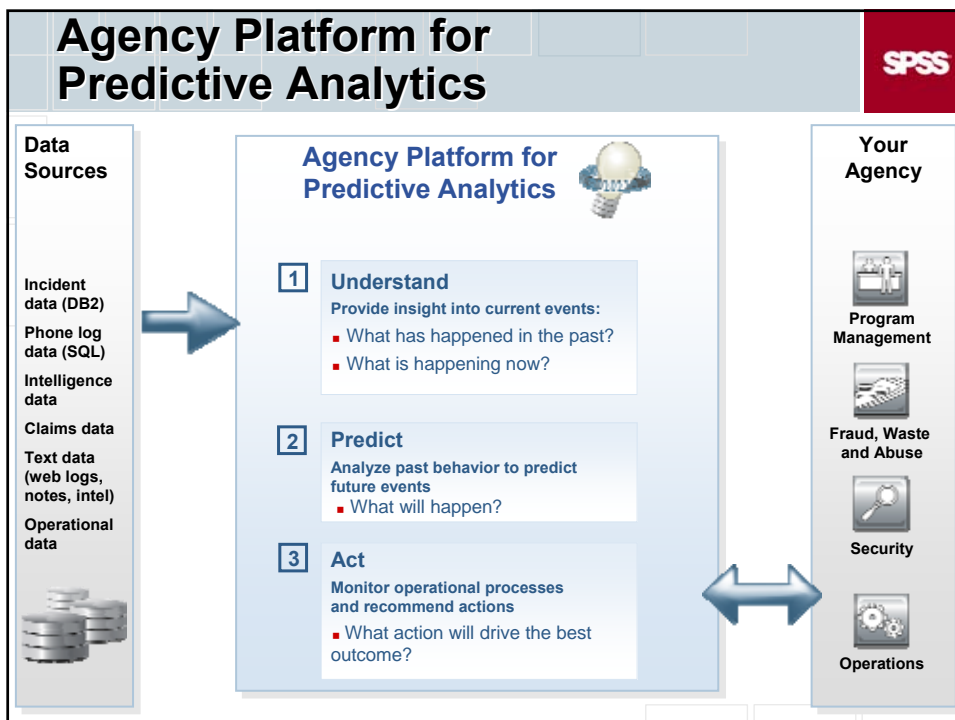 Agency Platform for
Predictive Analytics
SPSS
Data
Sources
Incident
data (DB2)
Phone log
data (SQL)
Intelligence
data
Claims data
Text data
(web logs,
notes, intel)
Operational
data
Agency Platform for
Predictive Analytics
1
Understand
Provide insight into current events:
■ What has happened in the past?
■ What is happening now?
2
Predict
Analyze past behavior to predict
future events
■ What will happen?
3
Act
Monitor operational processes
and recommend actions
■ What action will drive the best
outcome?
Your
Agency
Program
Management
Fraud, Waste
and Abuse
Security
Operations